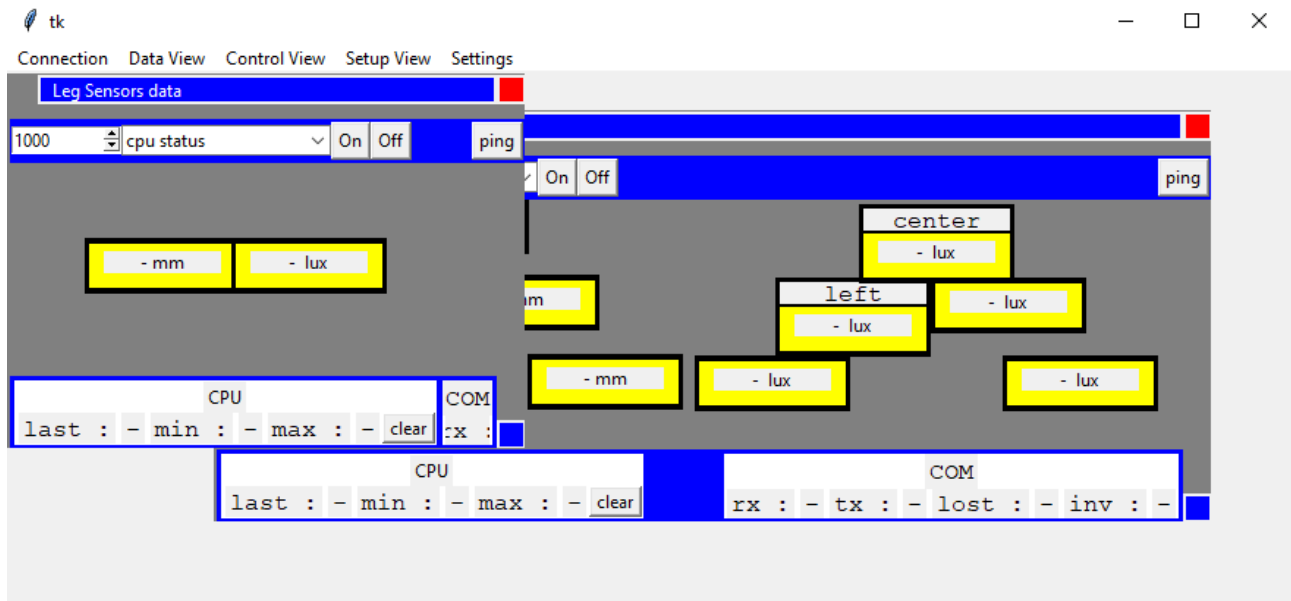 tk
Connection Data View Control View Setup View Settings
Leg Sensors data
1000 cpu status On Off ping
- mm - lux
CPU
last : - min : - max : - clear
COM
rx :
On Off ping
center
- lux
left
- lux
- lux
- mm
- lux
- lux
CPU
last : - min : - max : - clear
COM
rx : - tx : - lost : - inv : -